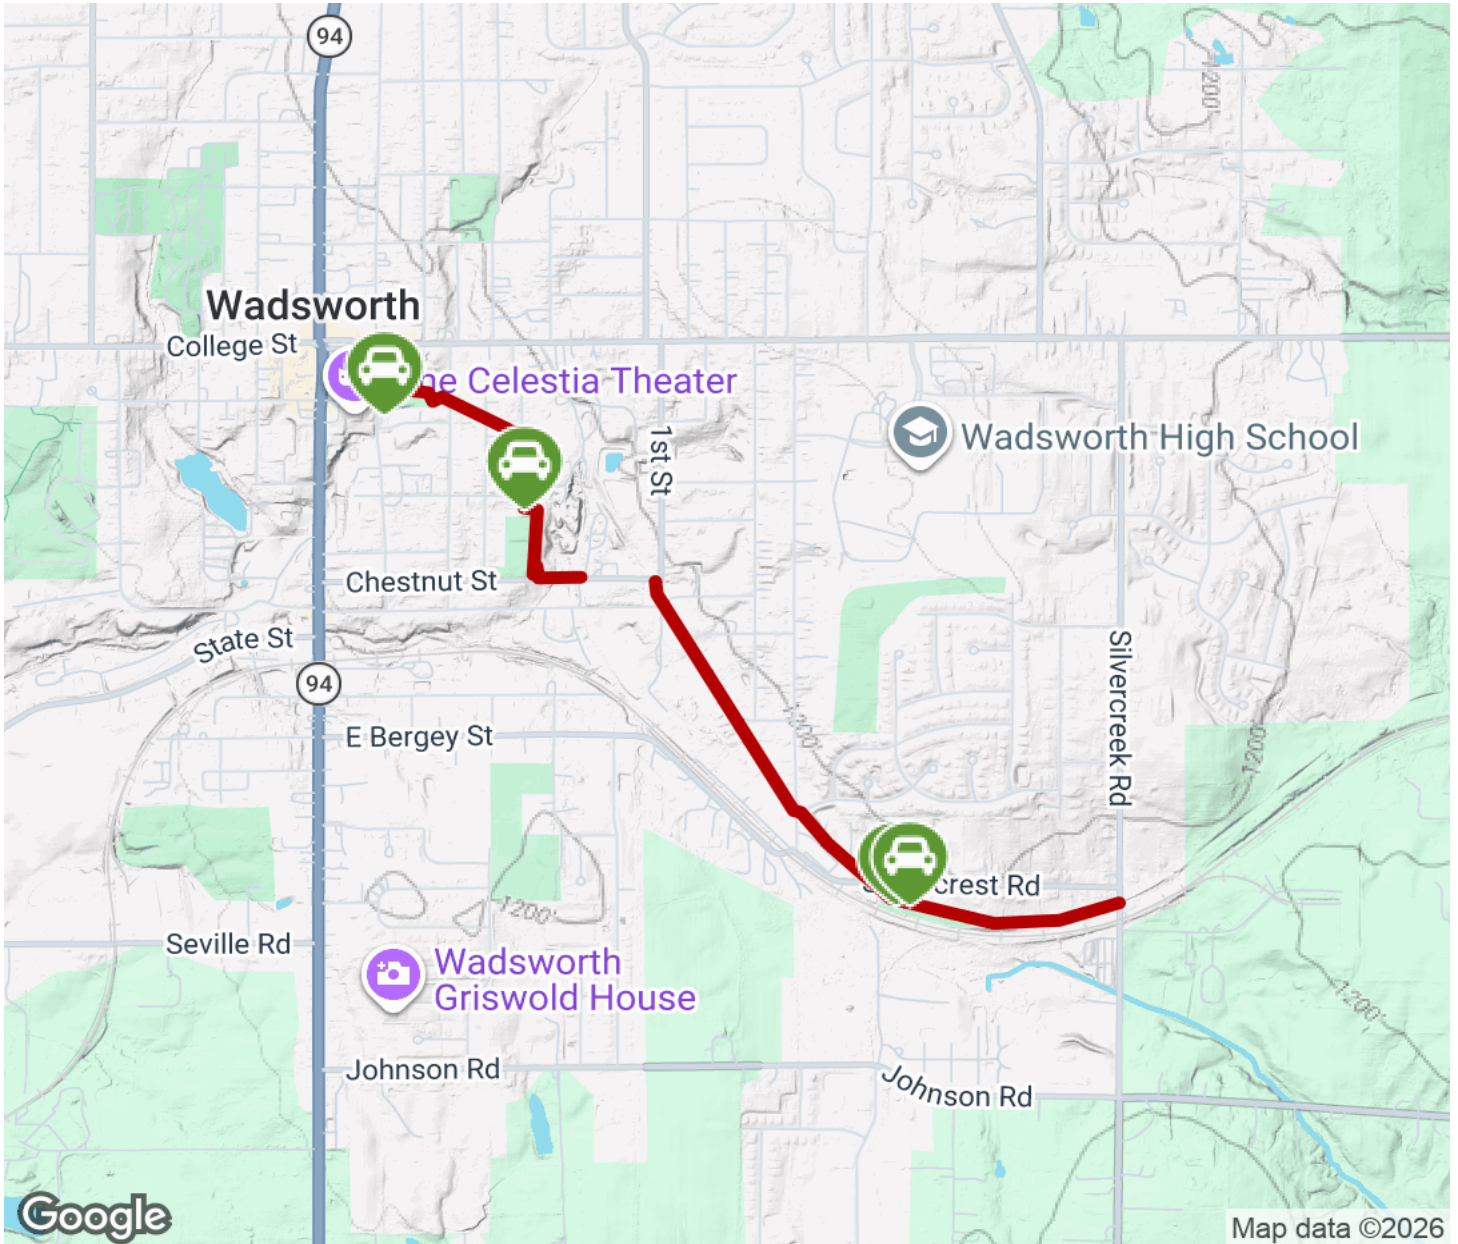 94
1200'
Wadsworth
College St
ne Celestia Theater
1st St
Wadsworth High School
Chestnut St
State St
94
E Bergey St
Silvercreek Rd
1200'
1200'
crest Rd
1200'
Seville Rd
Wadsworth
Griswold House
1200'
Johnson Rd
Johnson Rd
Google
Map data ©2026